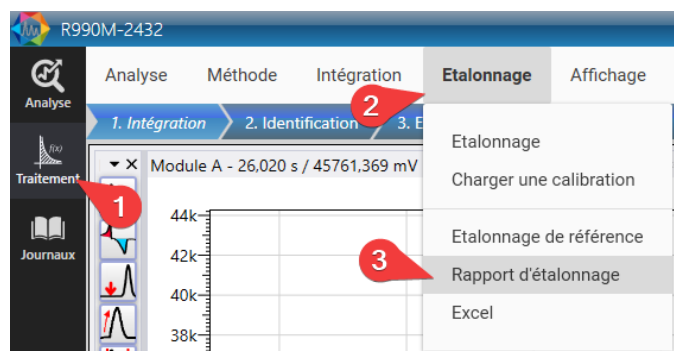 R990M-2432
Analyse Méthode Intégration Etalonnage Affichage
Analyse
2
1. Intégration 2. Identification 3. E
Etalonnage
f(x)
Module A - 26,020 s / 45761,369 mV
Charger une calibration
Traitement
1
44k
Etalonnage de référence
Journaux
42k
3
Rapport d'étalonnage
40k
Excel
38k